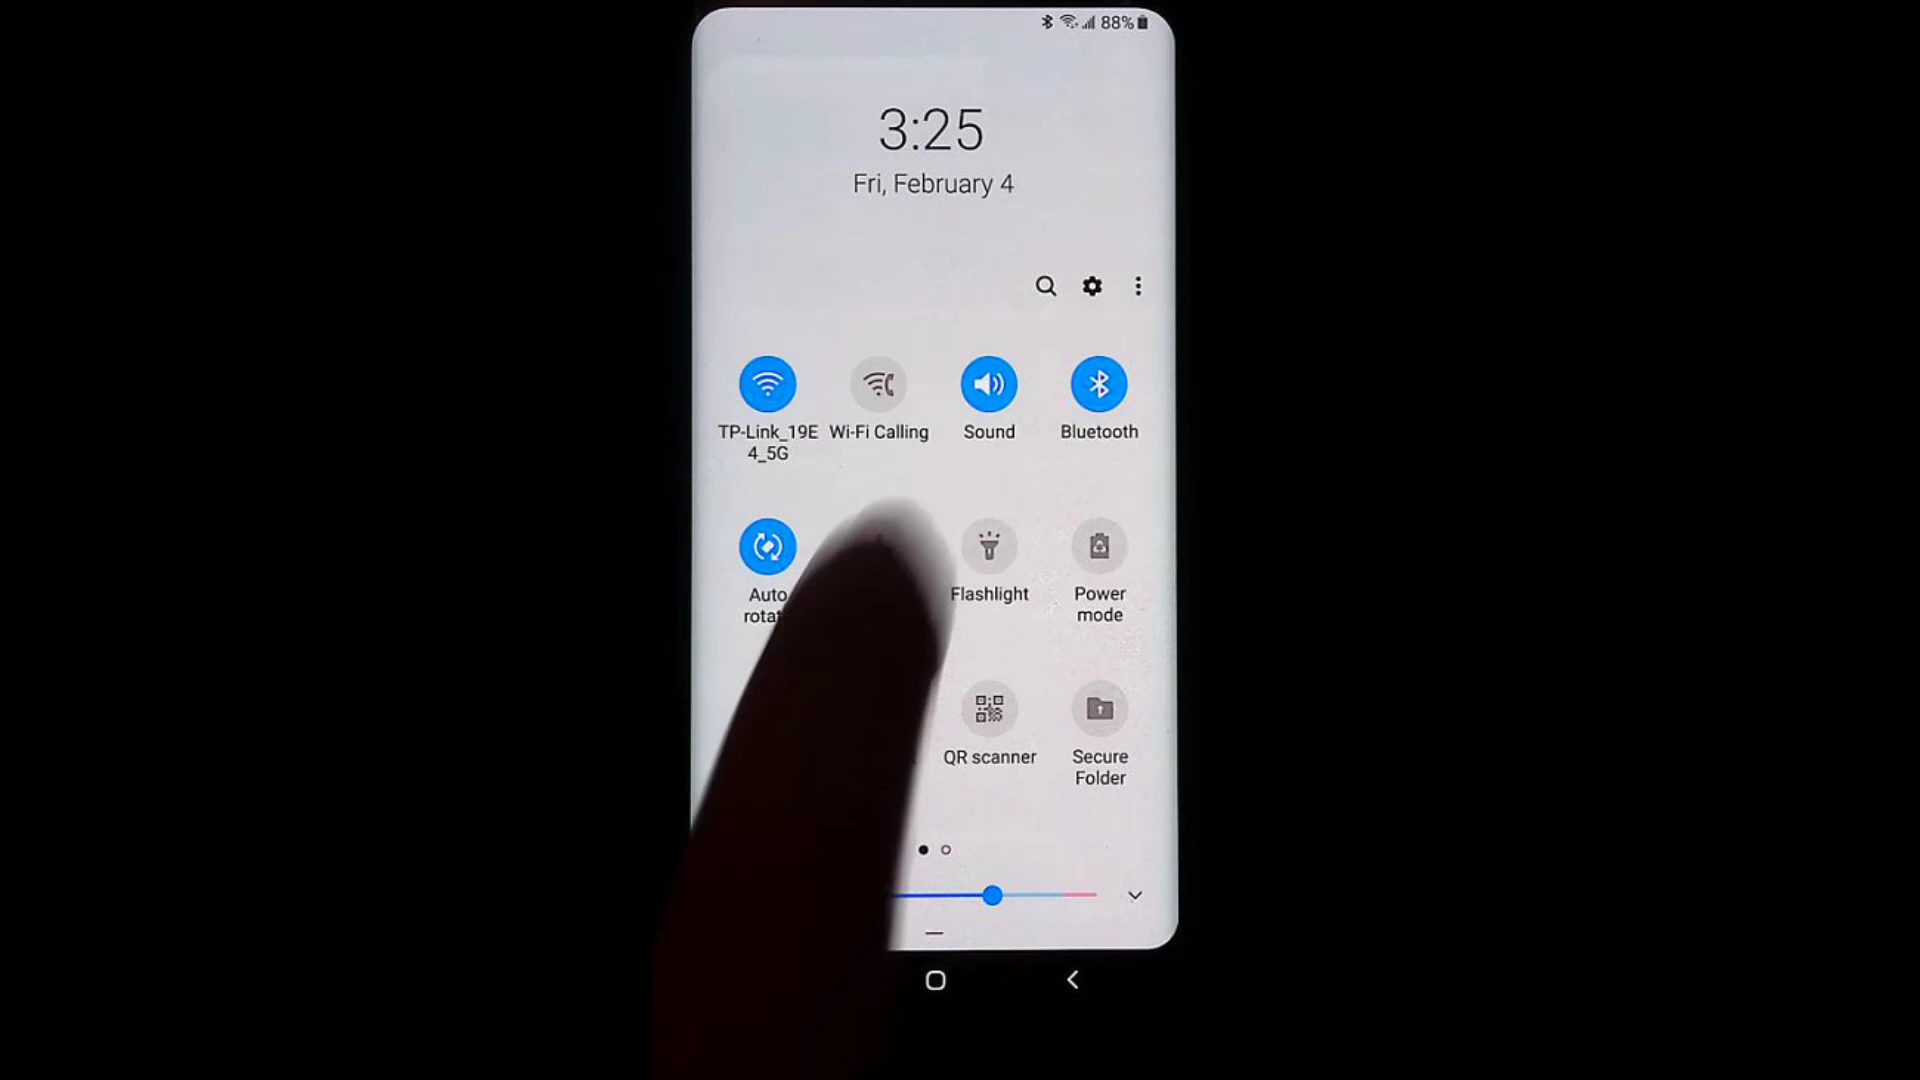 88%
3:25
Fri, February 4
TP-Link_19E
4_5G
Wi-Fi Calling
Sound
Bluetooth
Auto
Flashlight
Power
mode
QR scanner
Secure
Folder